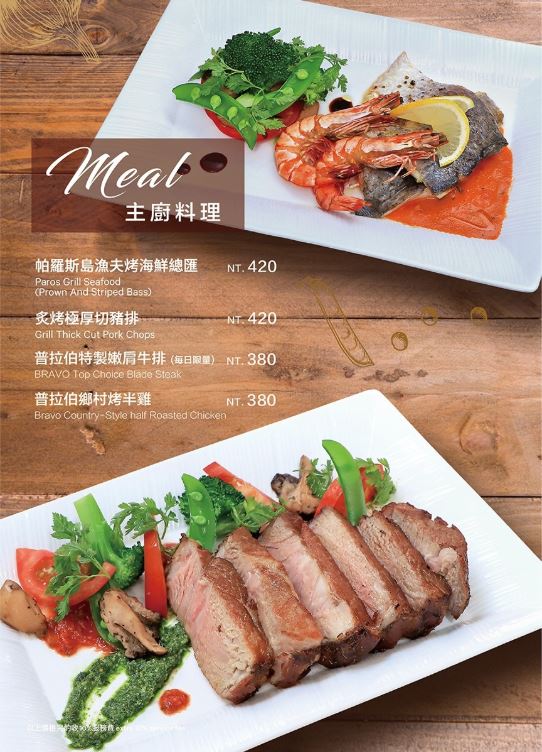 Meal
主廚料理
帕羅斯島漁夫烤海鮮總匯 NT. 420
Paros Grill Seafood
(Prown And Striped Bass)
炙烤極厚切豬排 NT. 420
Grill Thick Cut Pork Chops
普拉伯特製嫩肩牛排 (每日限量) NT. 380
BRAVO Top Choice Blade Steak
普拉伯鄉村烤半雞 NT. 380
Bravo Country-Style half Roasted Chicken